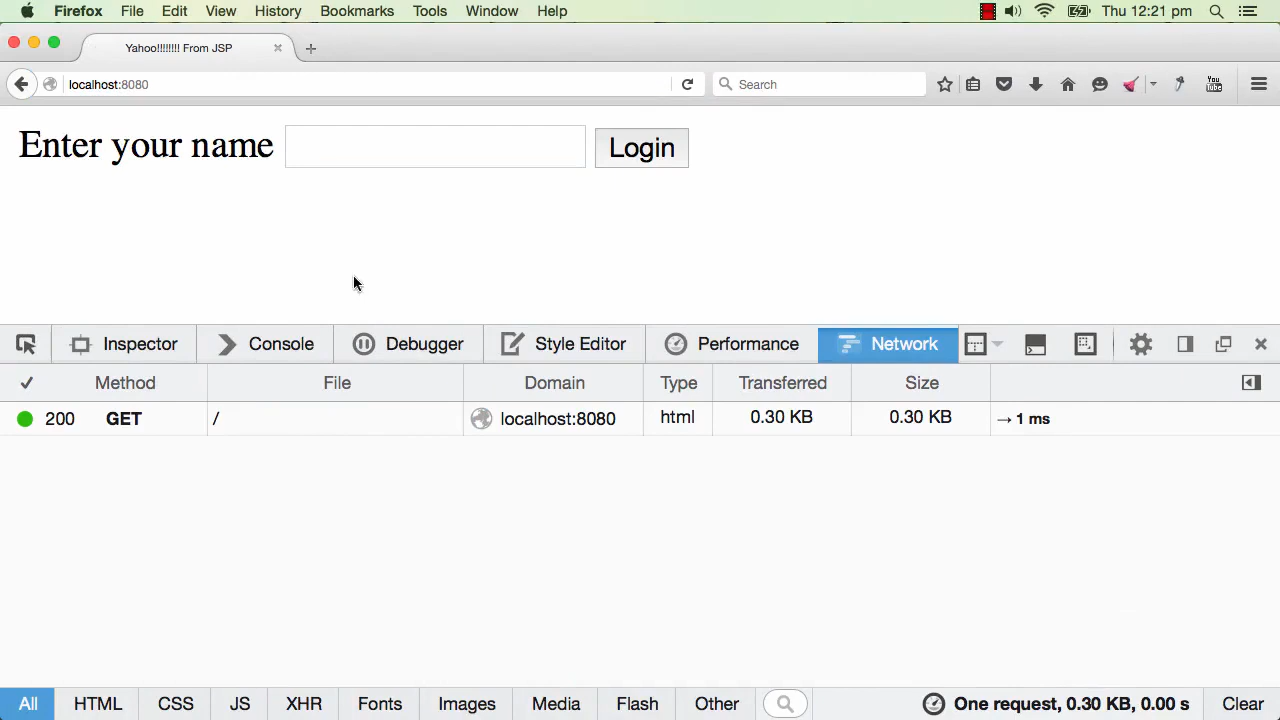 Firefox File Edit View History Bookmarks Tools Window Help Thu 12:21 pm
Yahoo!!!!!!!! From JSP
localhost:8080 Search You Tube
Enter your name Login
Inspector Console Debugger Style Editor Performance Network
Method File Domain Type Transferred Size
200 GET / localhost:8080 html 0.30 KB 0.30 KB → 1 ms
All HTML CSS JS XHR Fonts Images Media Flash Other One request, 0.30 KB, 0.00 s Clear